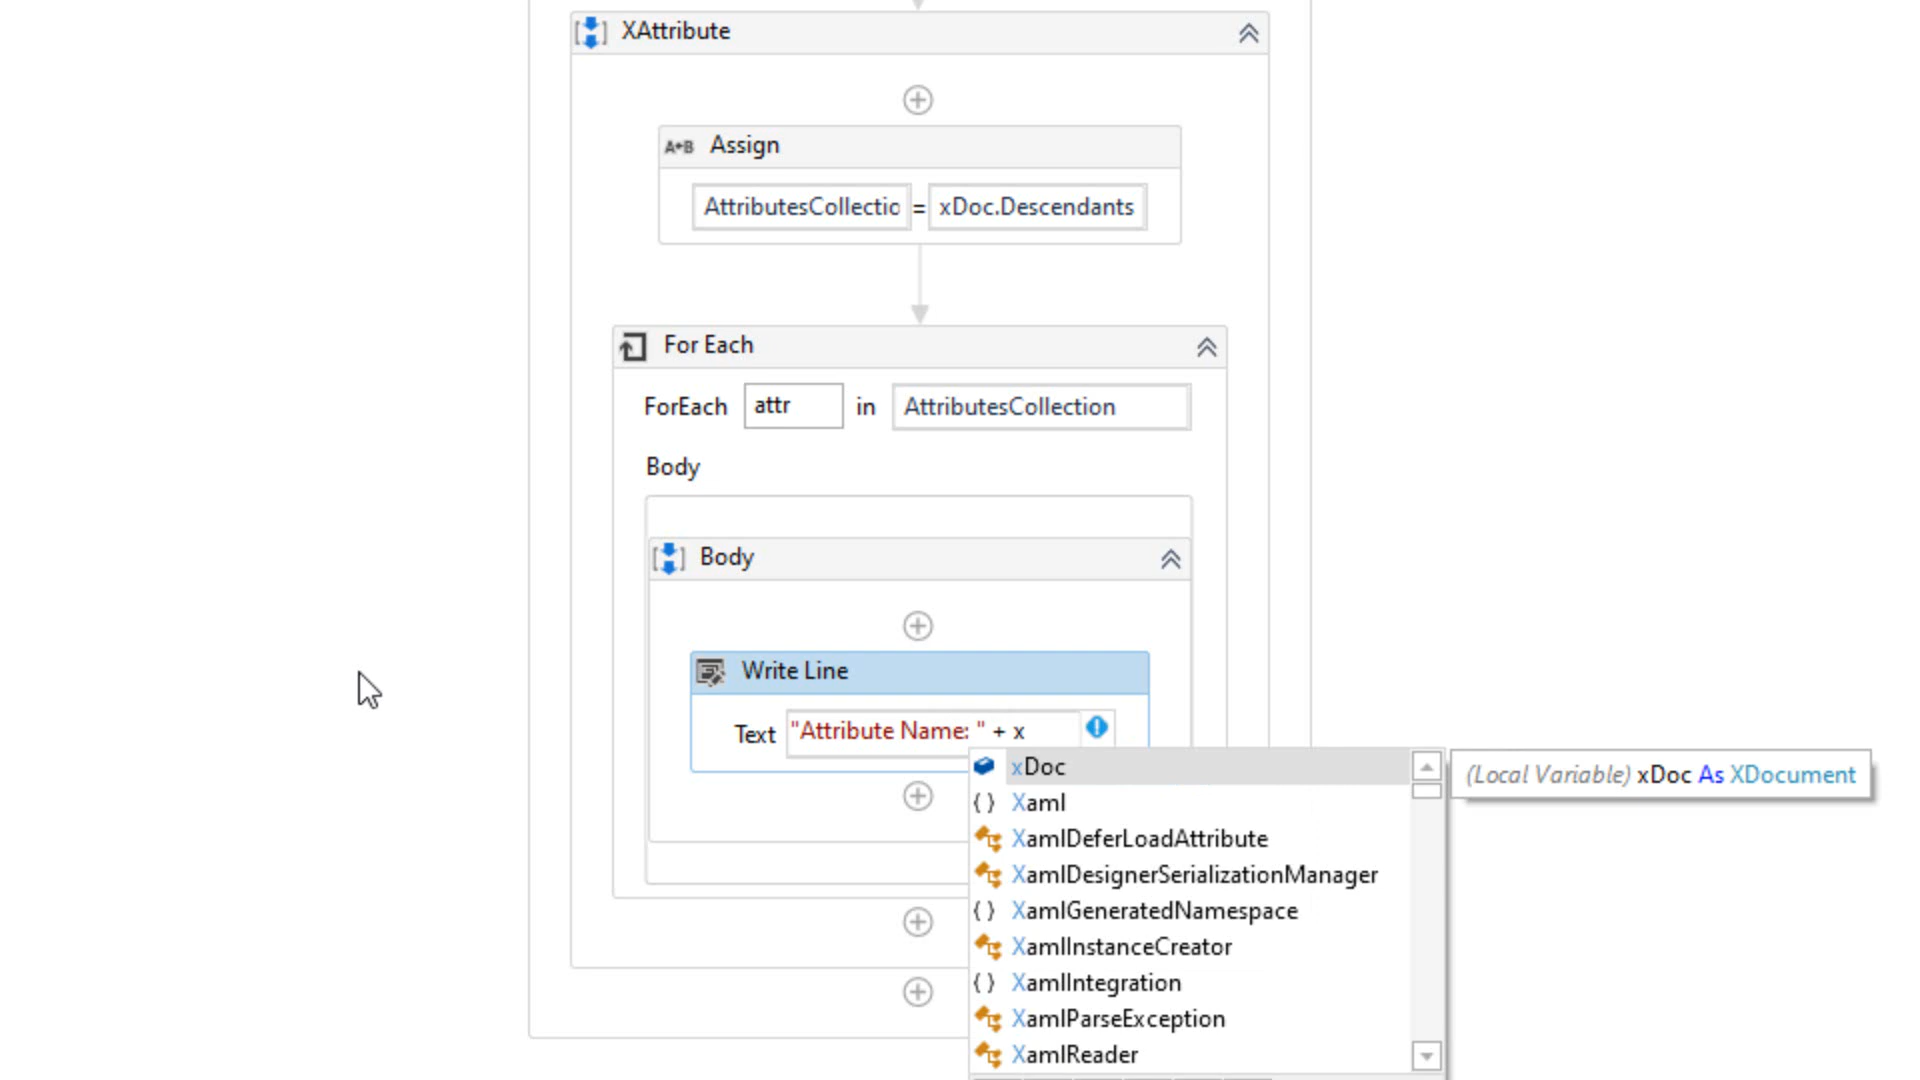 XAttribute
A+B Assign
AttributesCollectio = xDoc.Descendants
For Each
ForEach attr in AttributesCollection
Body
Body
Write Line
Text "Attribute Name: " + x
xDoc
(Local Variable) xDoc As XDocument
{ } Xaml
XamlDeferLoadAttribute
XamlDesignerSerializationManager
{ } XamlGeneratedNamespace
XamlInstanceCreator
{ } XamlIntegration
XamlParseException
XamlReader